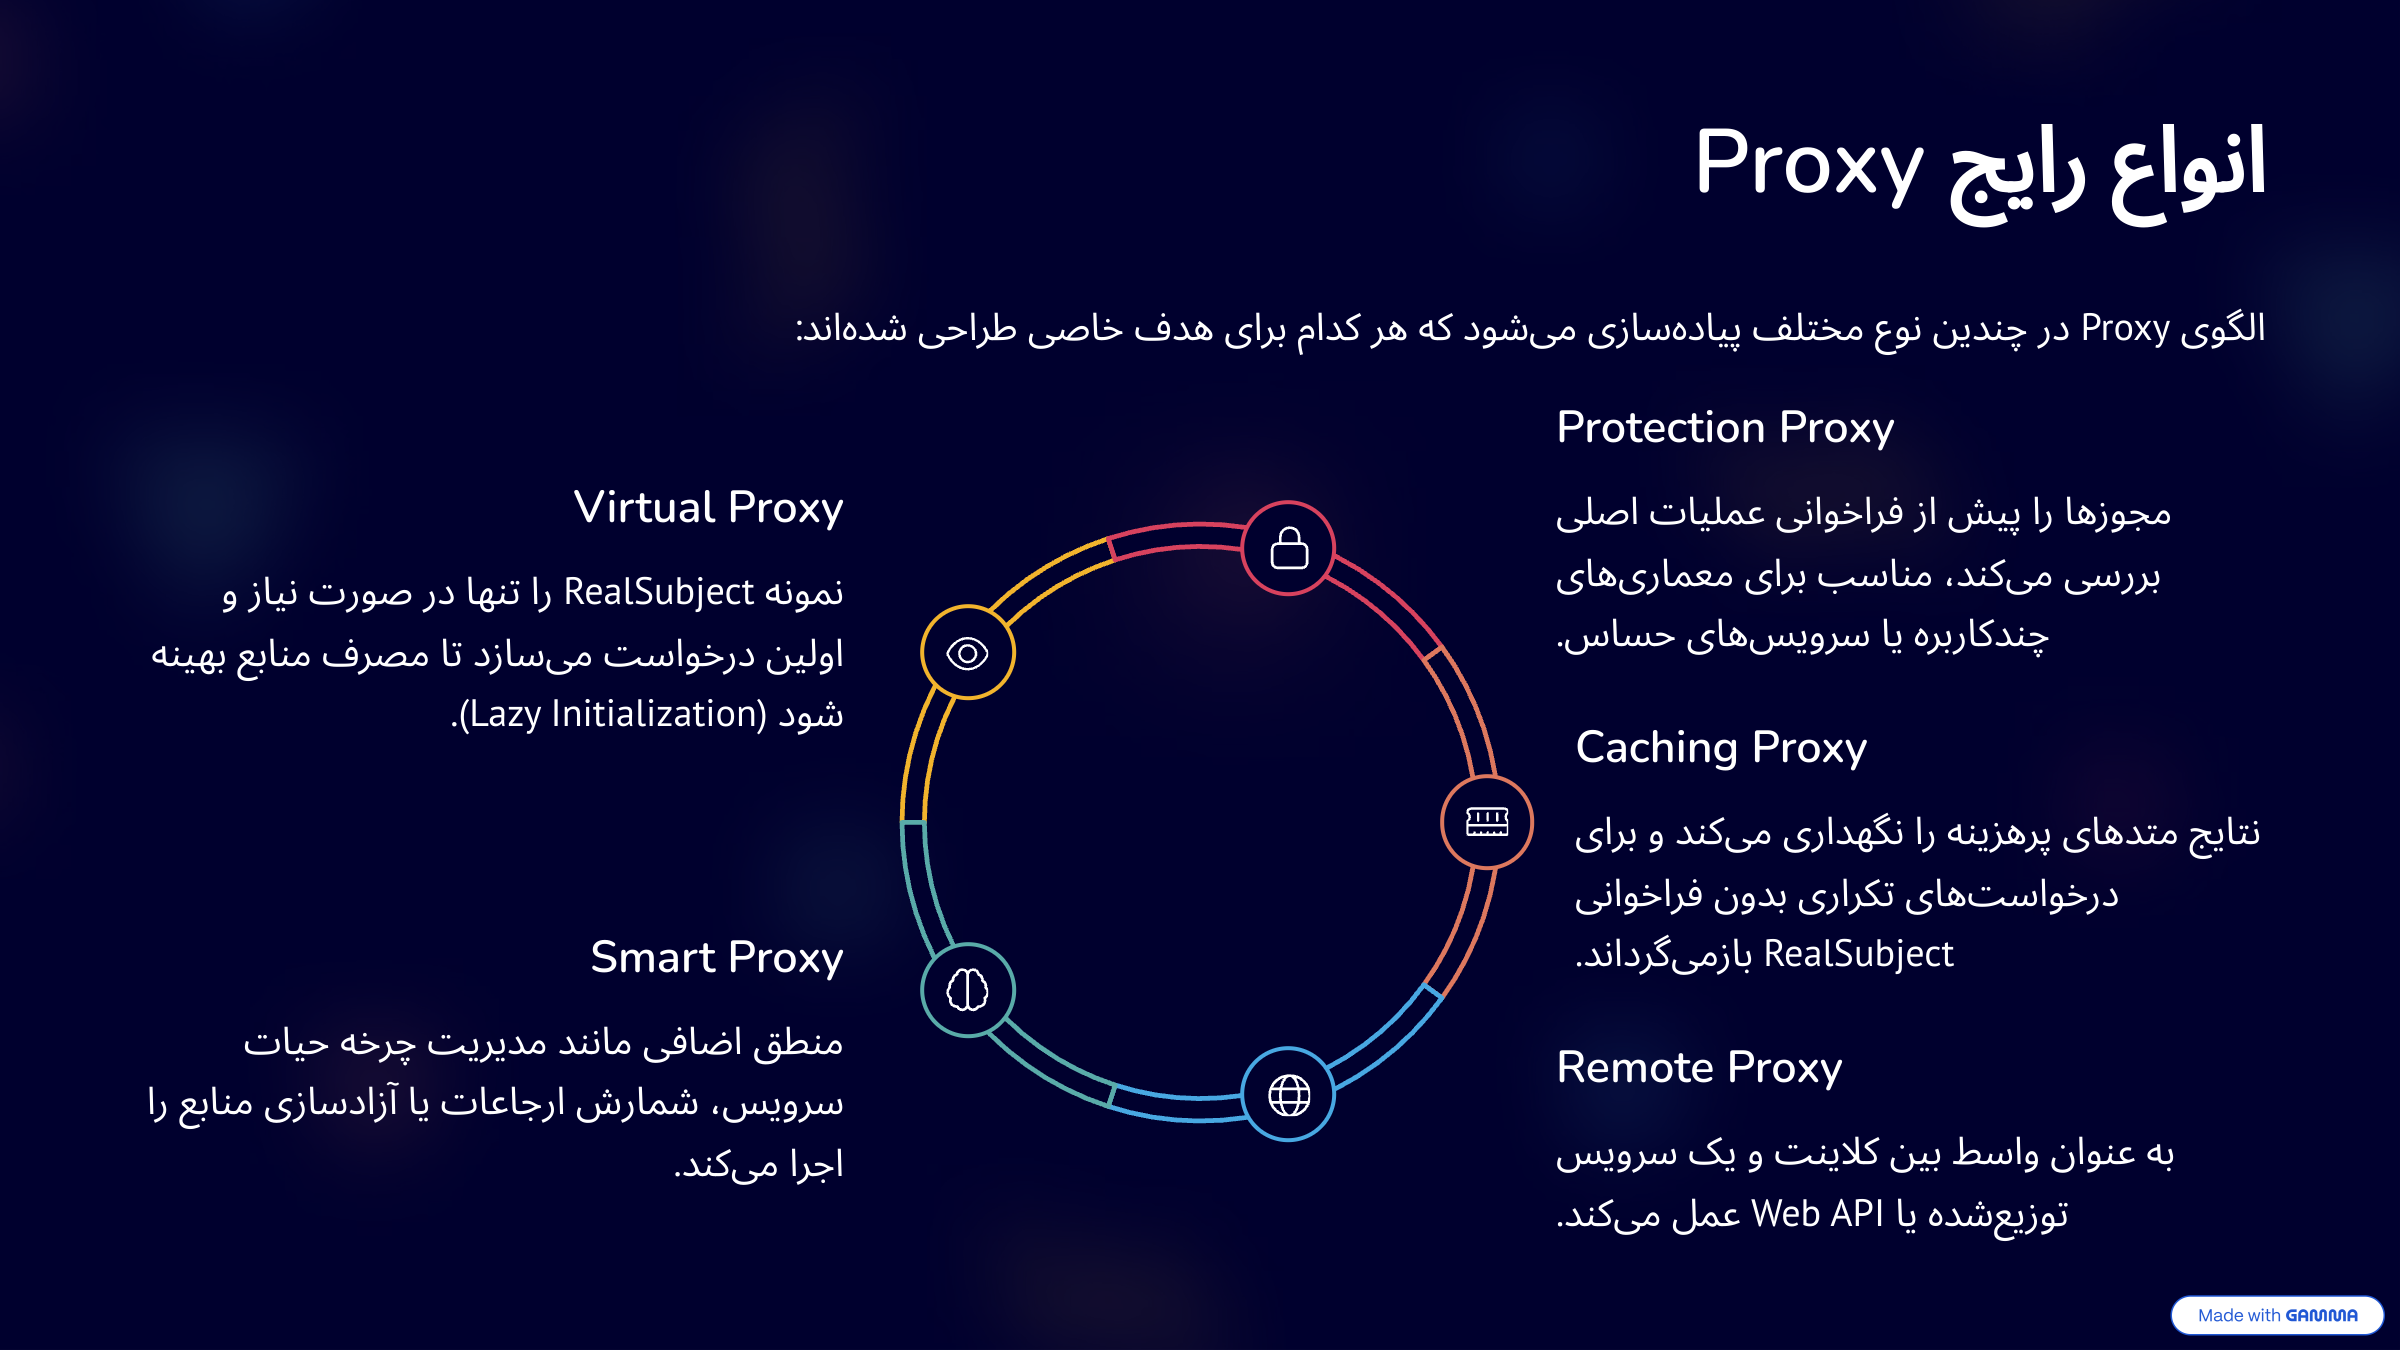 انواع رایج Proxy
الگوی Proxy در چندین نوع مختلف پیاده‌سازی می‌شود که هر کدام برای هدف خاصی طراحی شده‌اند:
Protection Proxy
مجوزها را پیش از فراخوانی عملیات اصلی
بررسی می‌کند، مناسب برای معماری‌های
چندکاربره یا سرویس‌های حساس.
Caching Proxy
نتایج متدهای پرهزینه را نگهداری می‌کند و برای
درخواست‌های تکراری بدون فراخوانی
RealSubject بازمی‌گرداند.
Remote Proxy
به عنوان واسط بین کلاینت و یک سرویس
توزیع‌شده یا Web API عمل می‌کند.
Virtual Proxy
نمونه RealSubject را تنها در صورت نیاز و
اولین درخواست می‌سازد تا مصرف منابع بهینه
شود (Lazy Initialization).
Smart Proxy
منطق اضافی مانند مدیریت چرخه حیات
سرویس، شمارش ارجاعات یا آزادسازی منابع را
اجرا می‌کند.
Made with GAMMA